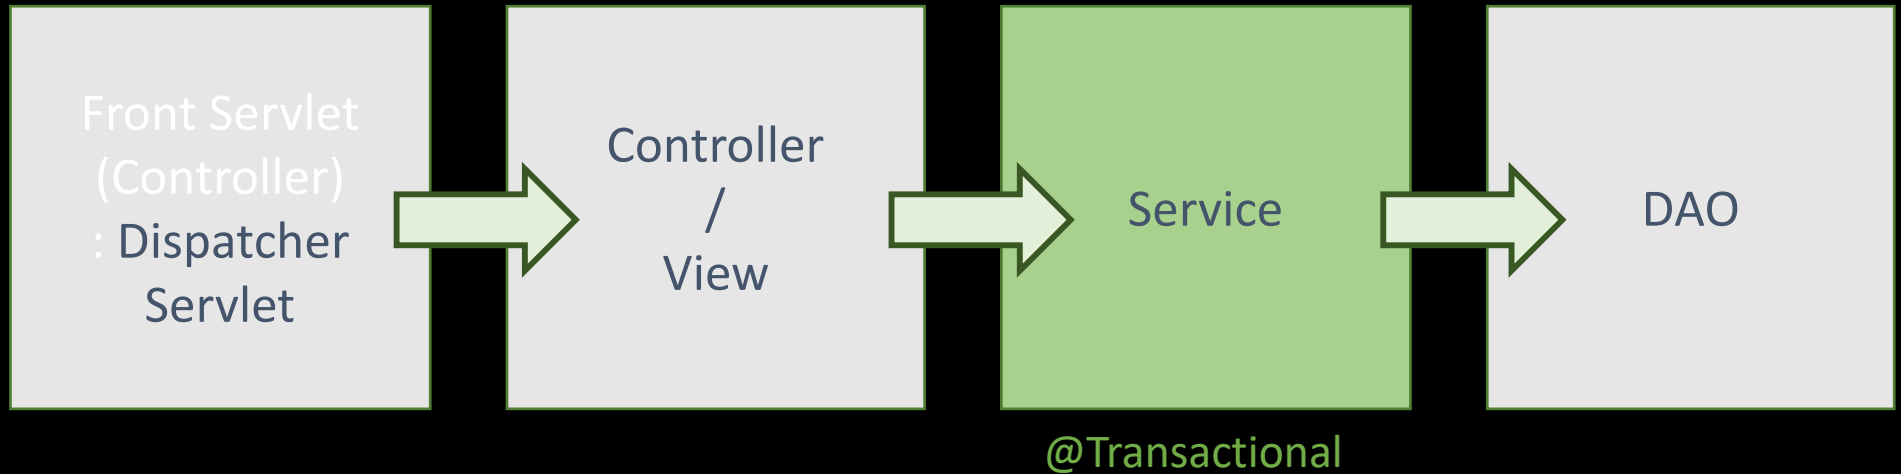 Front Servlet
(Controller)
: Dispatcher
Servlet
Controller
/
View
Service
DAO
@Transactional